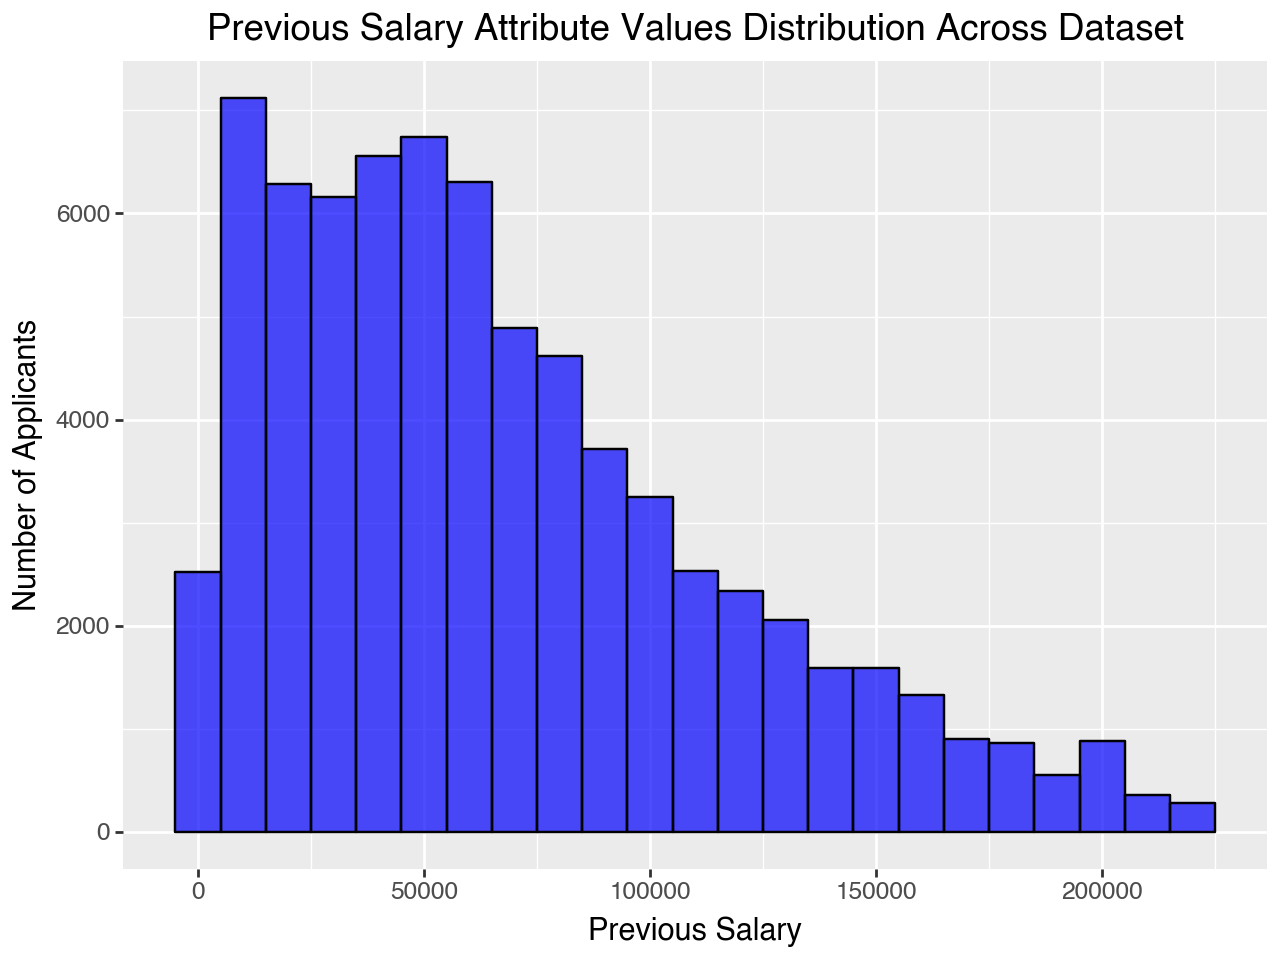 Previous Salary Attribute Values Distribution Across Dataset
Number of Applicants
6000
4000
2000
0
0 50000 100000 150000 200000
Previous Salary